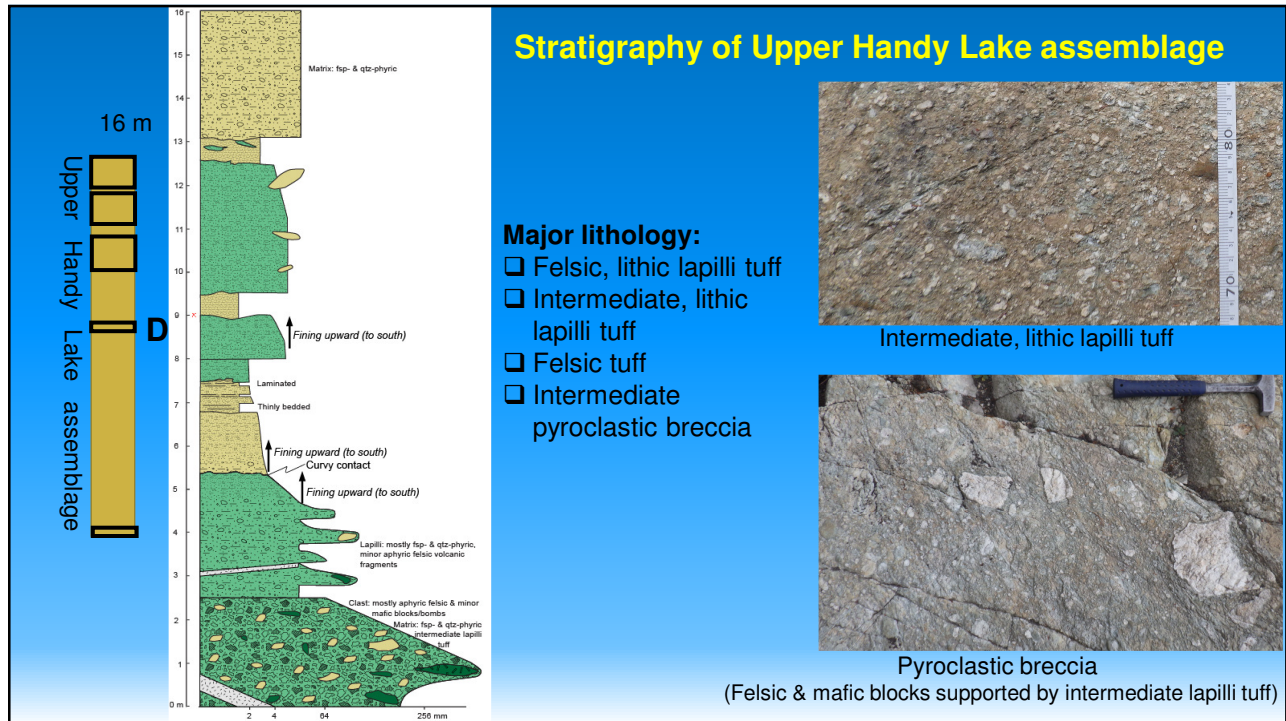 Stratigraphy of Upper Handy Lake assemblage
16 m
Upper Handy Lake assemblage
D
16
15
14
13
12
11
10
9
8
7
6
5
4
3
2
1
0 m
2
4
64
256 mm
Matrix: fsp- & qtz-phyric
x
Fining upward (to south)
Laminated
Thinly bedded
Fining upward (to south)
Curvy contact
Fining upward (to south)
Lapilli: mostly fsp- & qtz-phyric,
minor aphyric felsic volcanic
fragments
Clast: mostly aphyric felsic & minor
mafic blocks/bombs
Matrix: fsp- & qtz-phyric
intermediate lapilli
tuff
Major lithology:
❑ Felsic, lithic lapilli tuff
❑ Intermediate, lithic
lapilli tuff
❑ Felsic tuff
❑ Intermediate
pyroclastic breccia
80
70
Intermediate, lithic lapilli tuff
Pyroclastic breccia
(Felsic & mafic blocks supported by intermediate lapilli tuff)